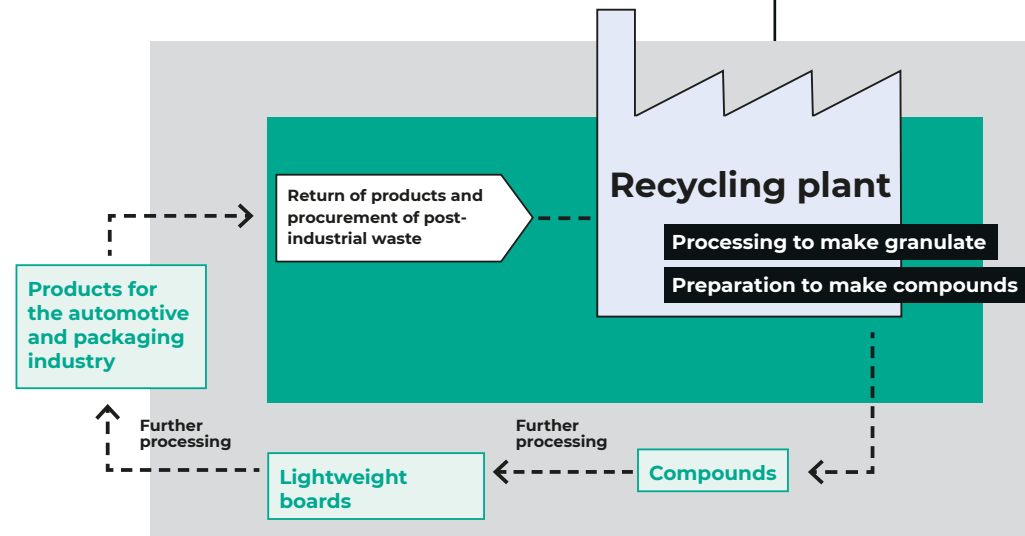 Recycling plant
Return of products and
procurement of post-
industrial waste
Processing to make granulate
Preparation to make compounds
Products for
the automotive
and packaging
industry
Further
processing
Further
processing
Lightweight
boards
Compounds